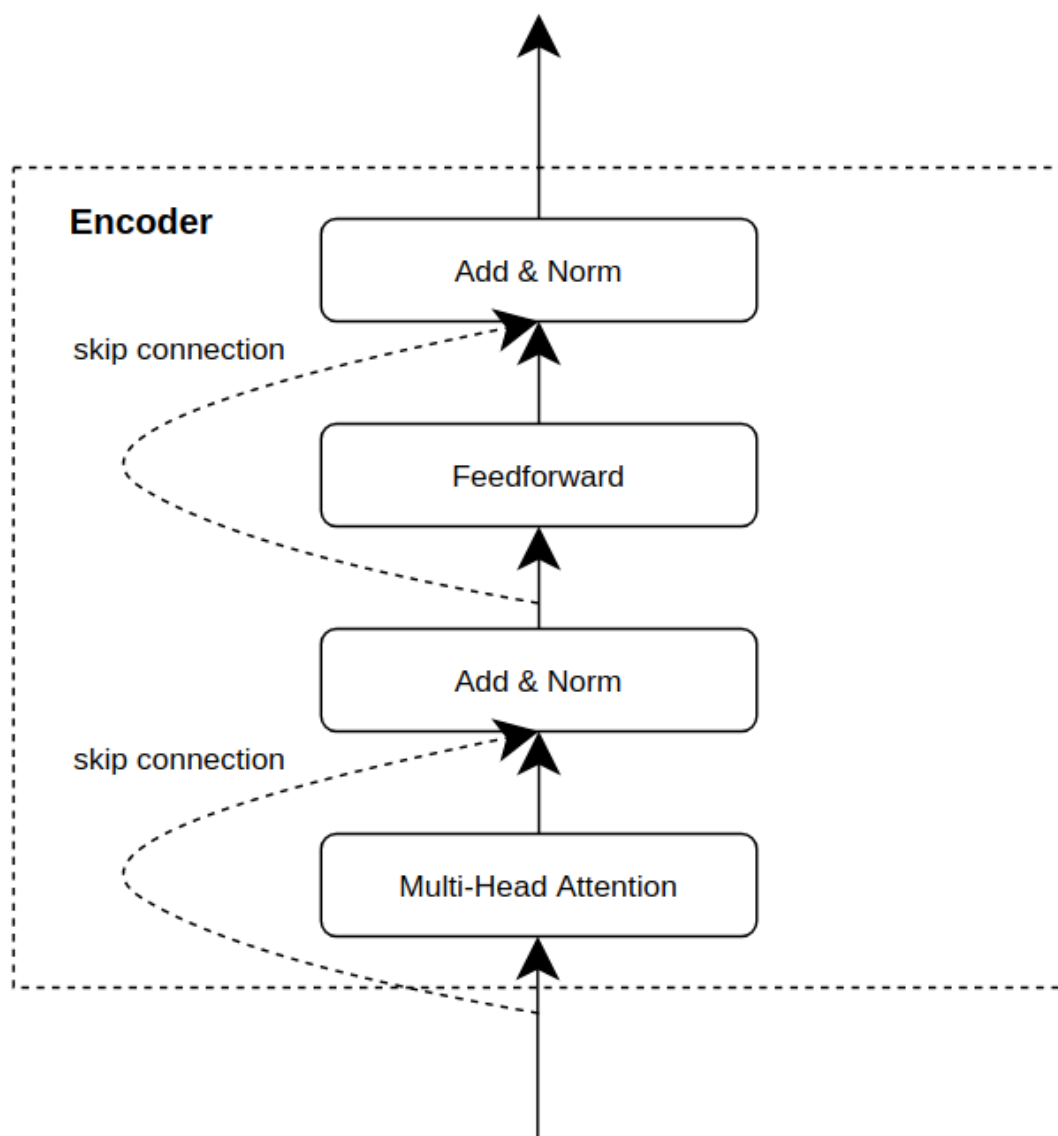 Encoder
Add & Norm
skip connection
Feedforward
Add & Norm
skip connection
Multi-Head Attention